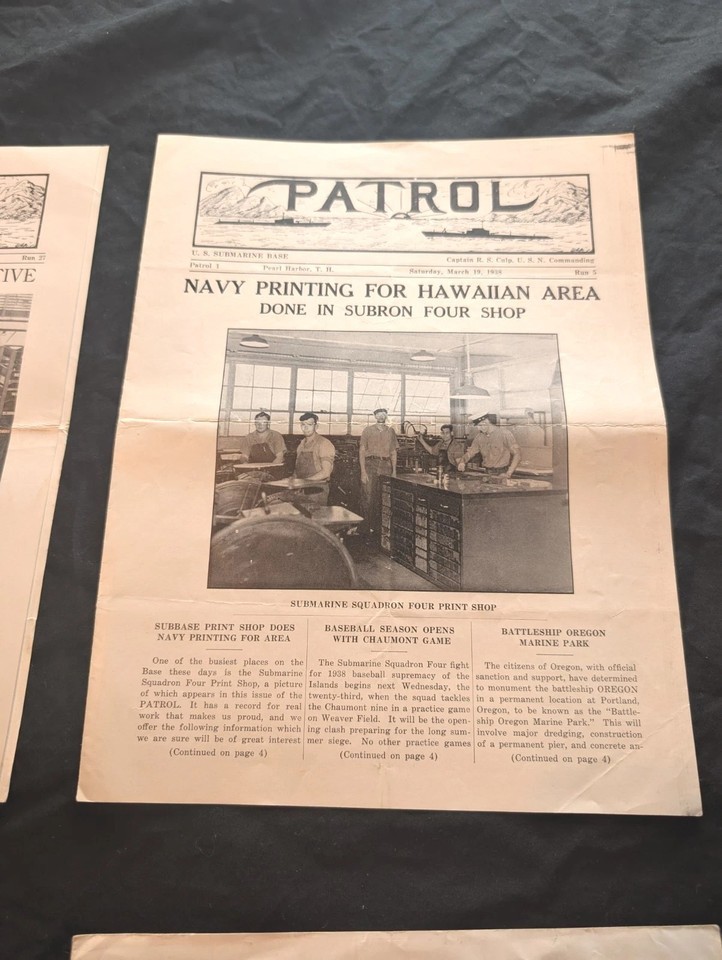 Run 27
TIVE
PATROL
U. S. SUBMARINE BASE
Captain R. S. Culp, U. S. N. Commanding
Patrol 1 Pearl Harbor, T. H. Saturday, March 19, 1938 Run 5
NAVY PRINTING FOR HAWAIIAN AREA
DONE IN SUBRON FOUR SHOP
SUBMARINE SQUADRON FOUR PRINT SHOP
SUBBASE PRINT SHOP DOES
NAVY PRINTING FOR AREA
One of the busiest places on the
Base these days is the Submarine
Squadron Four Print Shop, a picture
of which appears in this issue of the
PATROL. It has a record for real
work that makes us proud, and we
offer the following information which
we are sure will be of great interest
(Continued on page 4)
BASEBALL SEASON OPENS
WITH CHAUMONT GAME
The Submarine Squadron Four fight
for 1938 baseball supremacy of the
Islands begins next Wednesday, the
twenty-third, when the squad tackles
the Chaumont nine in a practice game
on Weaver Field. It will be the open-
ing clash preparing for the long sum-
mer siege. No other practice games
(Continued on page 4)
BATTLESHIP OREGON
MARINE PARK
The citizens of Oregon, with official
sanction and support, have determined
to monument the battleship OREGON
in a permanent location at Portland,
Oregon, to be known as the "Battle-
ship Oregon Marine Park." This will
involve major dredging, construction
of a permanent pier, and concrete an-
(Continued on page 4)